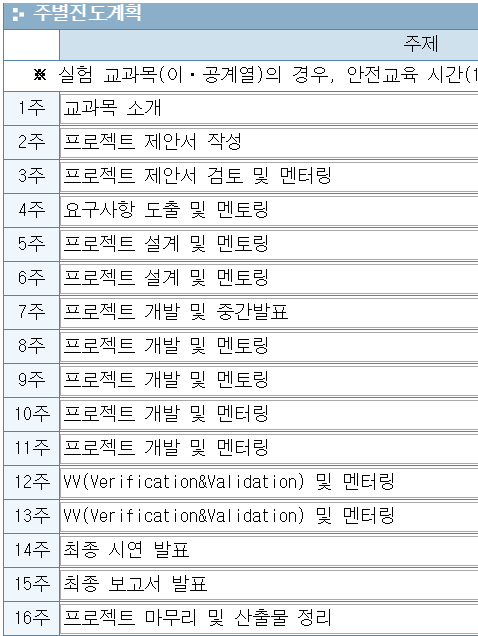 주별진도계획
주제
※ 실험 교과목(이·공계열)의 경우, 안전교육 시간(1
1주 교과목 소개
2주 프로젝트 제안서 작성
3주 프로젝트 제안서 검토 및 멘터링
4주 요구사항 도출 및 멘토링
5주 프로젝트 설계 및 멘토링
6주 프로젝트 설계 및 멘토링
7주 프로젝트 개발 및 중간발표
8주 프로젝트 개발 및 멘토링
9주 프로젝트 개발 및 멘토링
10주 프로젝트 개발 및 멘터링
11주 프로젝트 개발 및 멘터링
12주 VV(Verification&Validation) 및 멘터링
13주 VV(Verification&Validation) 및 멘터링
14주 최종 시연 발표
15주 최종 보고서 발표
16주 프로젝트 마무리 및 산출물 정리